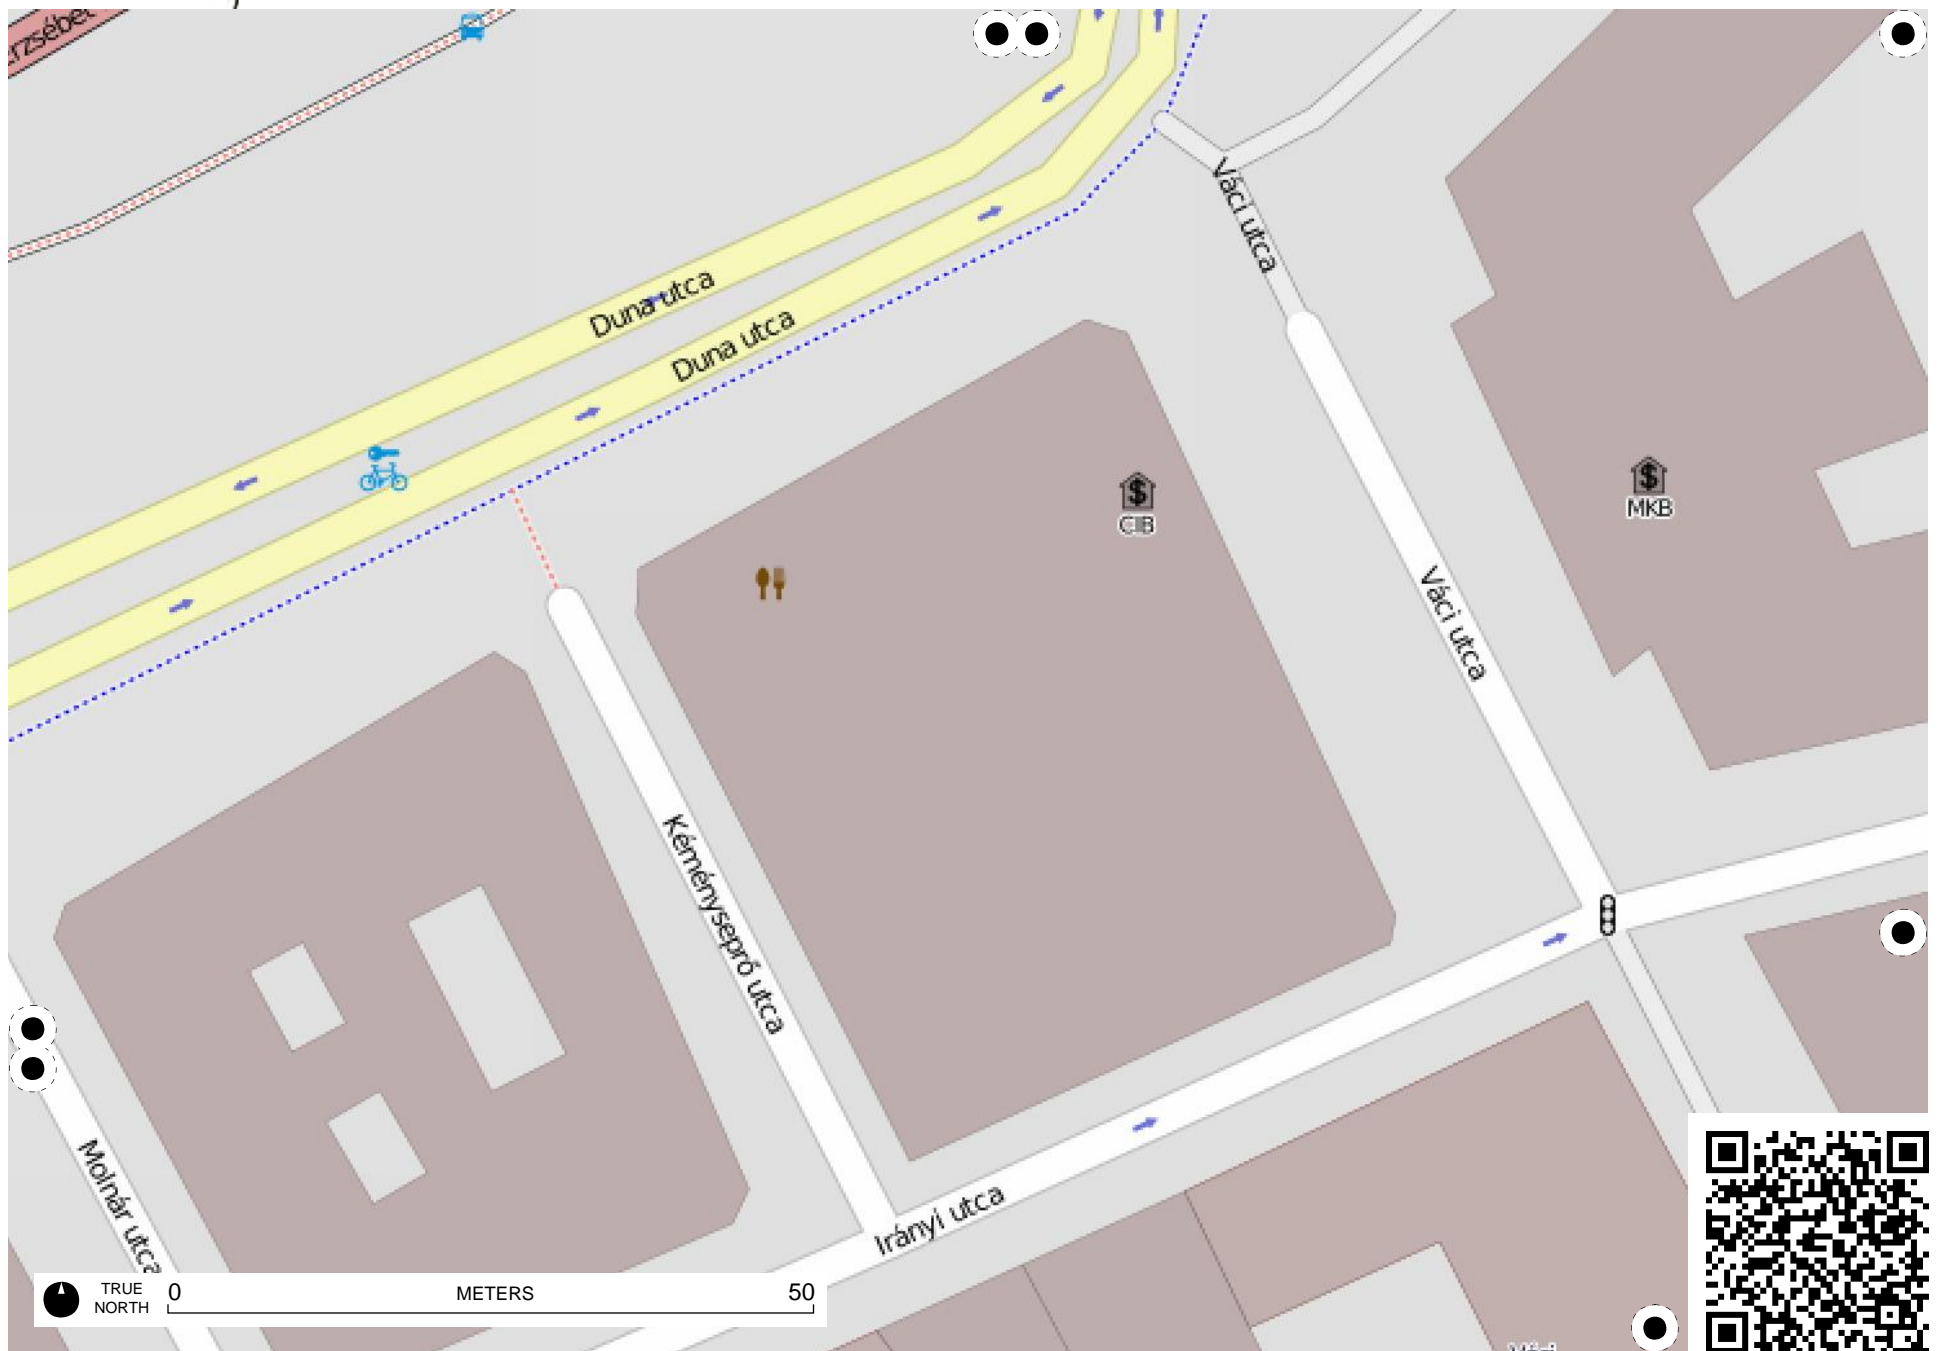 Váci utca
Duna utca
Duna utca
CIB
MKB
Váci utca
Kéményseprő utca
Molnár utca
Irányi utca
TRUE
NORTH
0
METERS
50